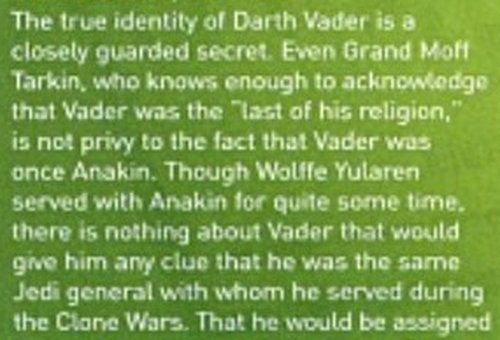 The true identity of Darth Vader is a
closely guarded secret. Even Grand Moff
Tarkin, who knows enough to acknowledge
that Vader was the "last of his religion,"
is not privy to the fact that Vader was
once Anakin. Though Wolffe Yularen
served with Anakin for quite some time,
there is nothing about Vader that would
give him any clue that he was the same
Jedi general with whom he served during
the Clone Wars. That he would be assigned